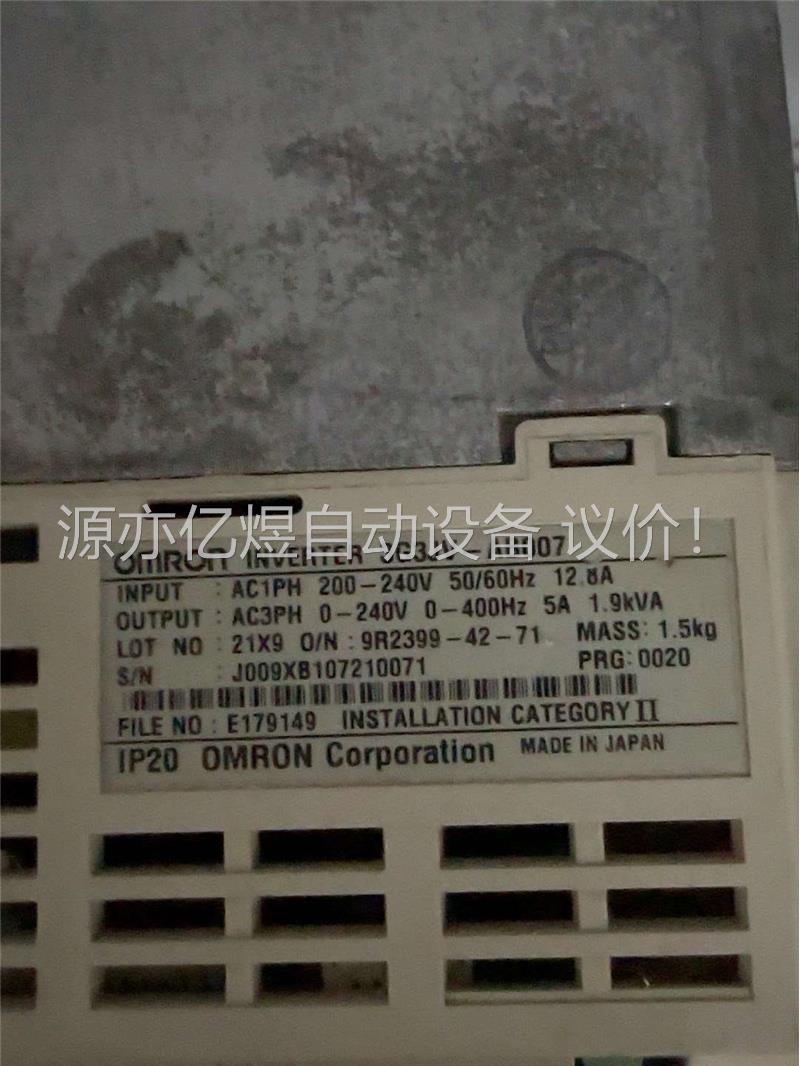 源亦亿煜自动设备 议价！
OMRON INVERTER
INPUT : AC1PH 200-240V 50/60Hz 12.8A
OUTPUT : AC3PH 0-240V 0-400Hz 5A 1.9kVA
LOT NO : 21X9 O/N : 9R2399-42-71 MASS: 1.5kg
S/N : J009XB107210071 PRG: 0020
FILE NO : E179149 INSTALLATION CATEGORY II
IP20 OMRON Corporation MADE IN JAPAN